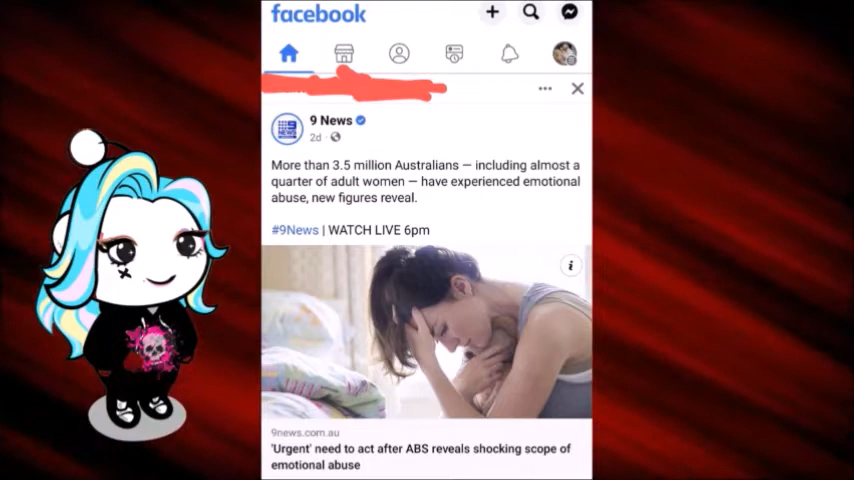 facebook
9 News
2d
More than 3.5 million Australians — including almost a
quarter of adult women — have experienced emotional
abuse, new figures reveal.
#9News | WATCH LIVE 6pm
9news.com.au
'Urgent' need to act after ABS reveals shocking scope of
emotional abuse